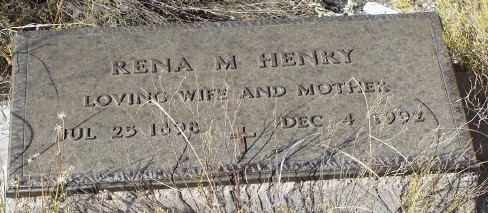 RENA M HENRY
LOVING WIFE AND MOTHER
JUL 25 1898 DEC 4 1992